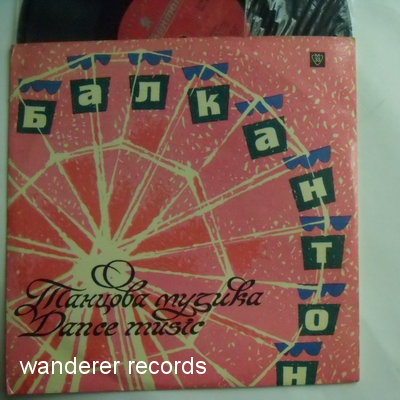 БАЛКАНТОН
Танцова музика
Dance music
wanderer records